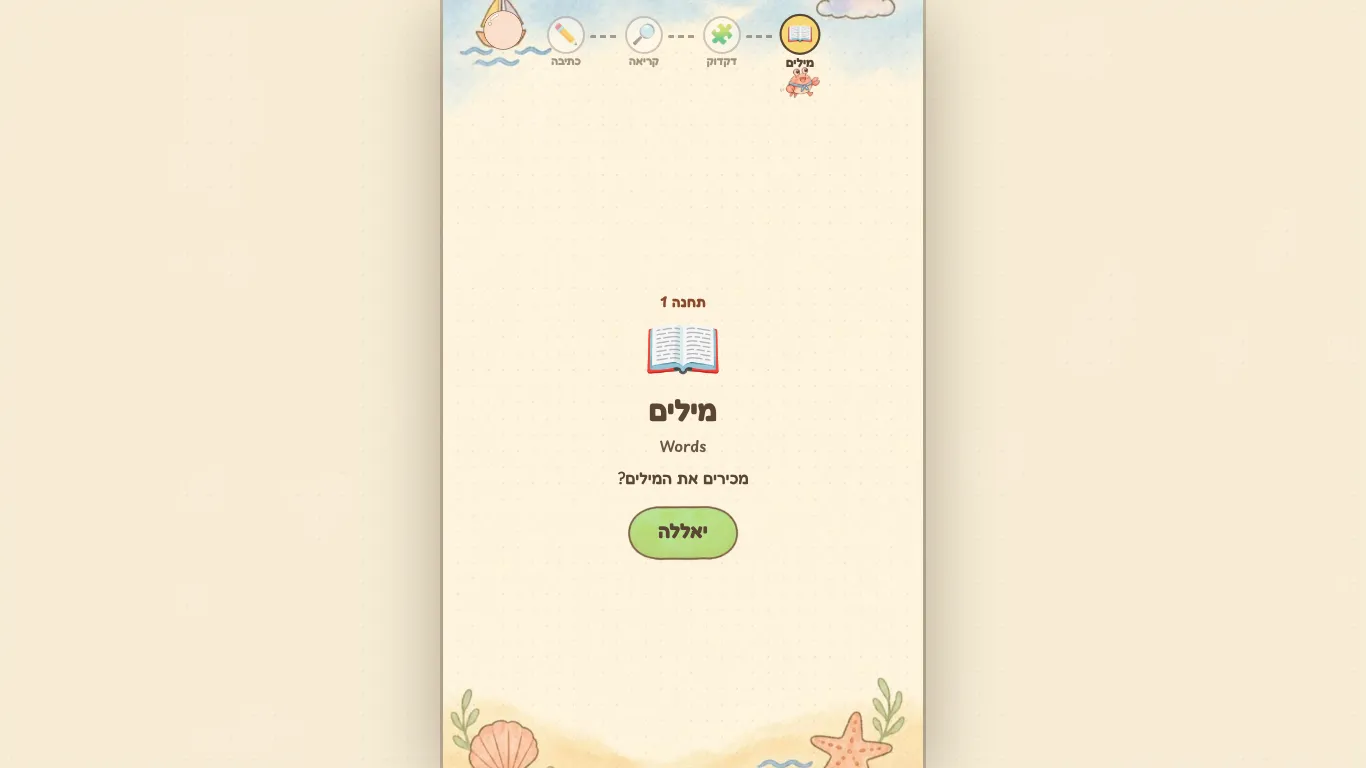 מילים
דקדוק
קריאה
כתיבה
תחנה 1
מילים
Words
מכירים את המילים?
יאללה